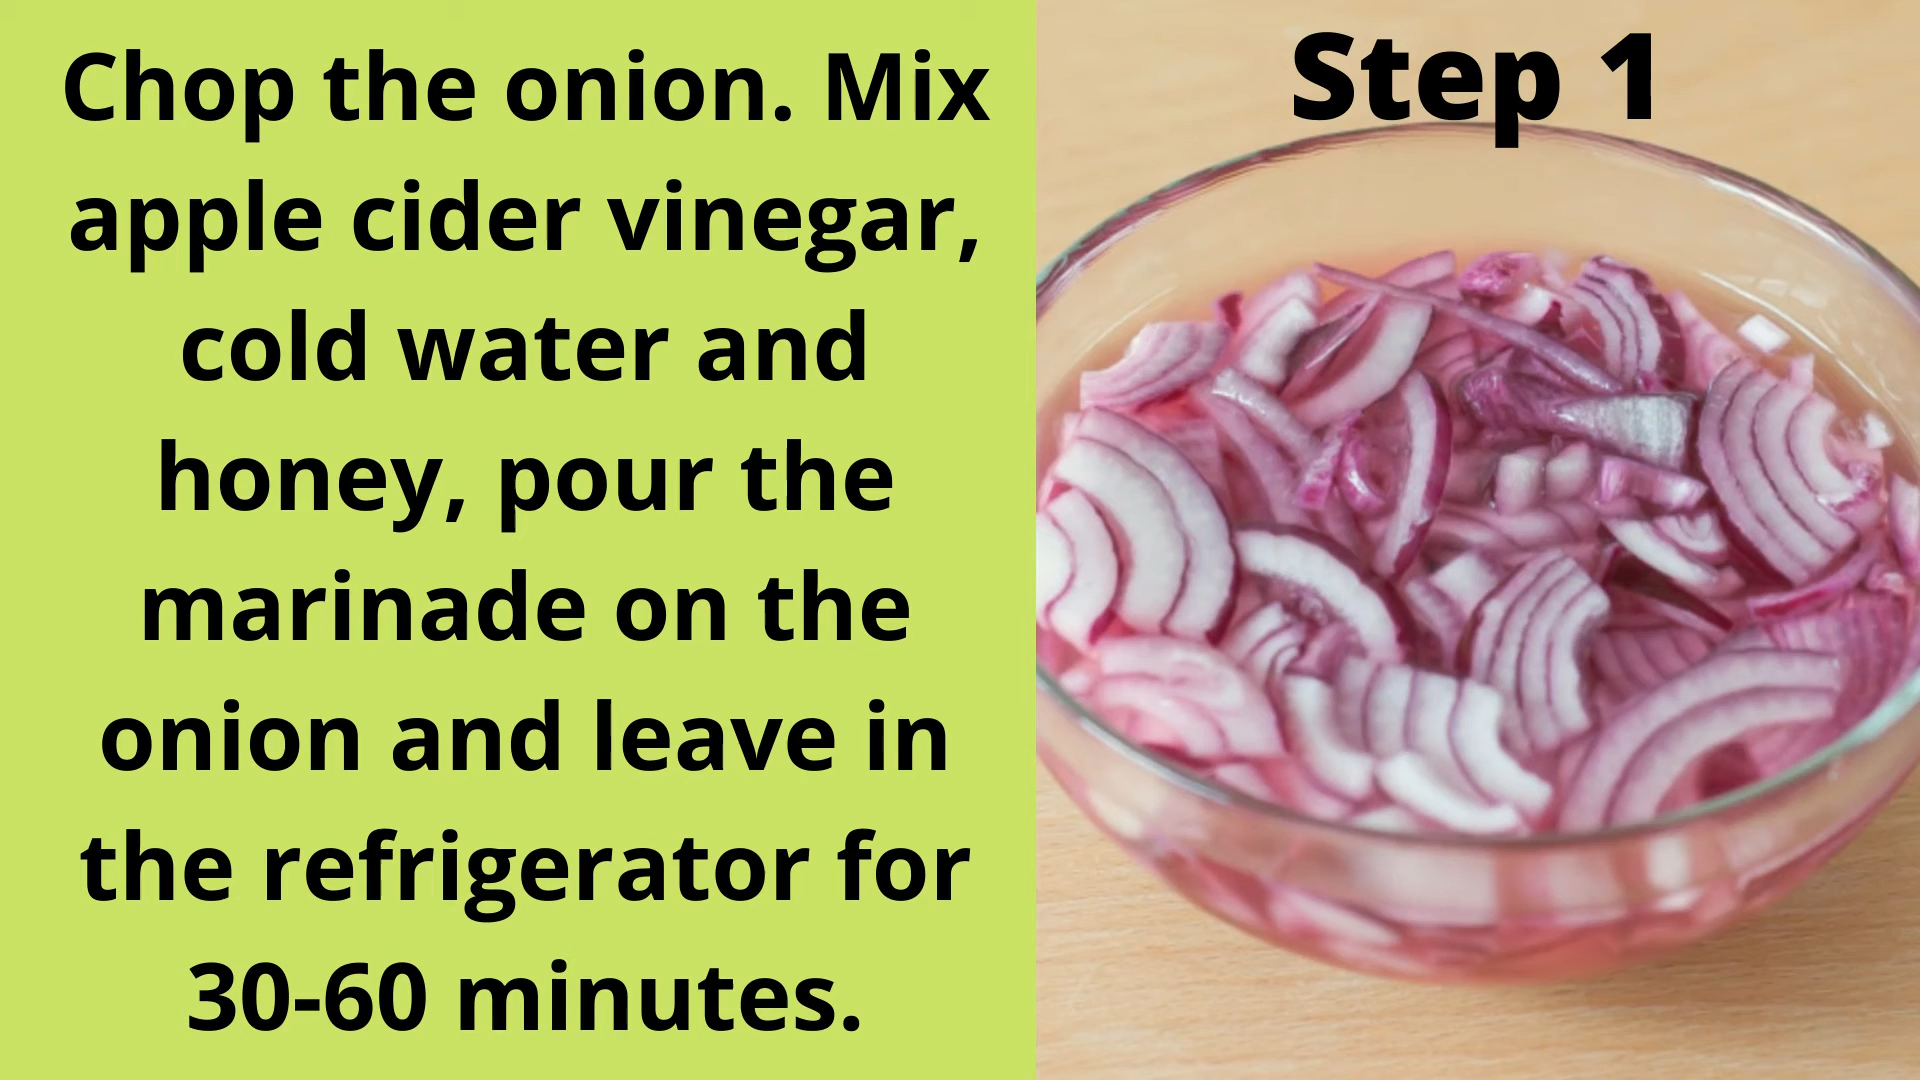 Chop the onion. Mix
apple cider vinegar,
cold water and
honey, pour the
marinade on the
onion and leave in
the refrigerator for
30-60 minutes.
Step 1